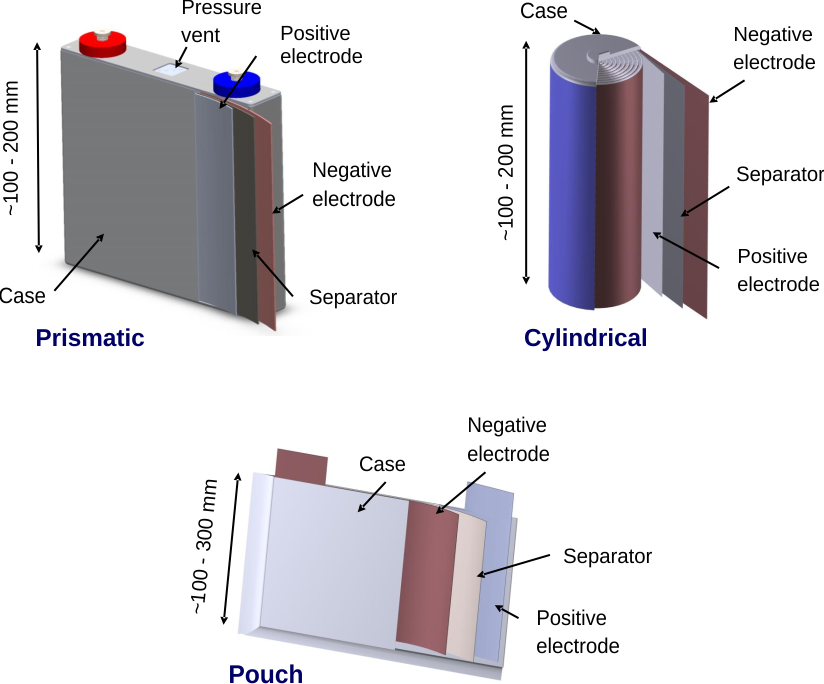 Pressure
vent
Positive
electrode
~100 - 200 mm
Negative
electrode
Case
Separator
Prismatic
Case
Negative
electrode
~100 - 200 mm
Separator
Positive
electrode
Cylindrical
Negative
electrode
Case
~100 - 300 mm
Separator
Positive
electrode
Pouch